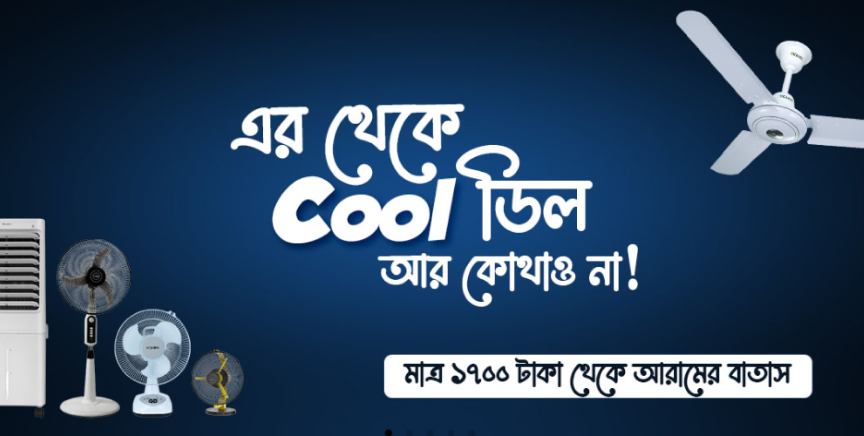 এর থেকে
Cool ডিল
আর কোথাও না!
মাত্র ১৭০০ টাকা থেকে আরামের বাতাস